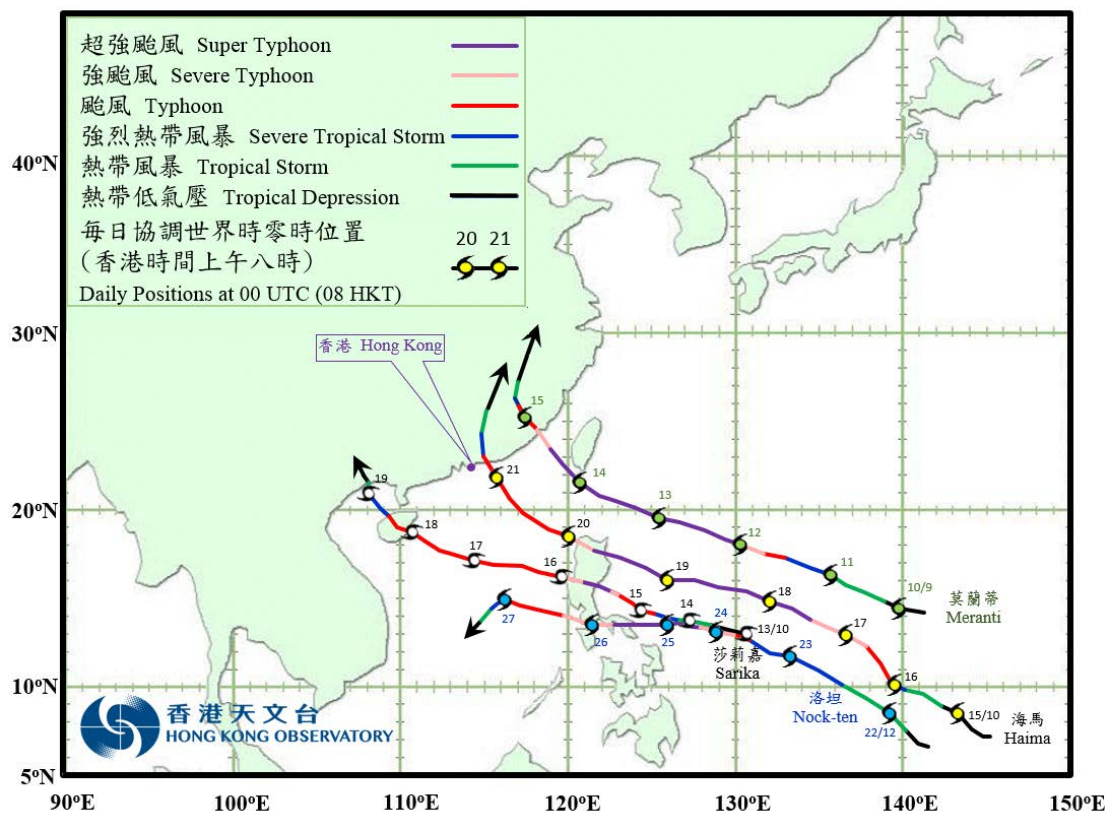 超強颱風 Super Typhoon
強颱風 Severe Typhoon
颱風 Typhoon
強烈熱帶風暴 Severe Tropical Storm
熱帶風暴 Tropical Storm
熱帶低氣壓 Tropical Depression
每日協調世界時零時位置
(香港時間上午八時)
20 21
Daily Positions at 00 UTC (08 HKT)
40ºN
30ºN
香港 Hong Kong
15
14
13
12
11
10/9
莫蘭蒂
Meranti
21
20
19
18
17
16
15/10
海馬
Haima
19
18
17
16
15
14
13/10
莎莉嘉
Sarika
27
26
25
24
23
22/12
洛坦
Nock-ten
20ºN
10ºN
5ºN
香港天文台
HONG KONG OBSERVATORY
90ºE 100ºE 110ºE 120ºE 130ºE 140ºE 150ºE